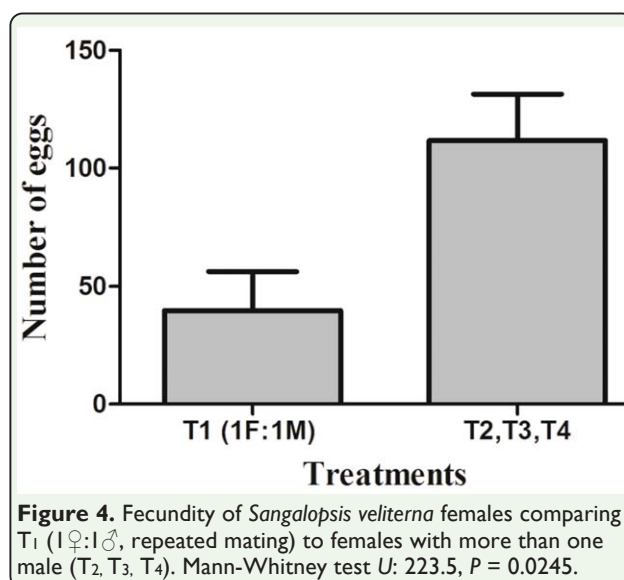 150
100
50
0
Number of eggs
T1 (1F:1M) T2,T3,T4
Treatments
Figure 4. Fecundity of Sangalopsis veliterna females comparing
T1 (1♀:1♂, repeated mating) to females with more than one
male (T2, T3, T4). Mann-Whitney test U: 223.5, P = 0.0245.